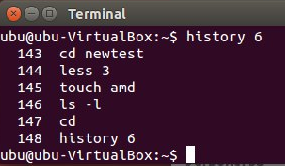 Terminal
ubu@ubu-VirtualBox:~$ history 6
143 cd newtest
144 less 3
145 touch amd
146 ls -l
147 cd
148 history 6
ubu@ubu-VirtualBox:~$